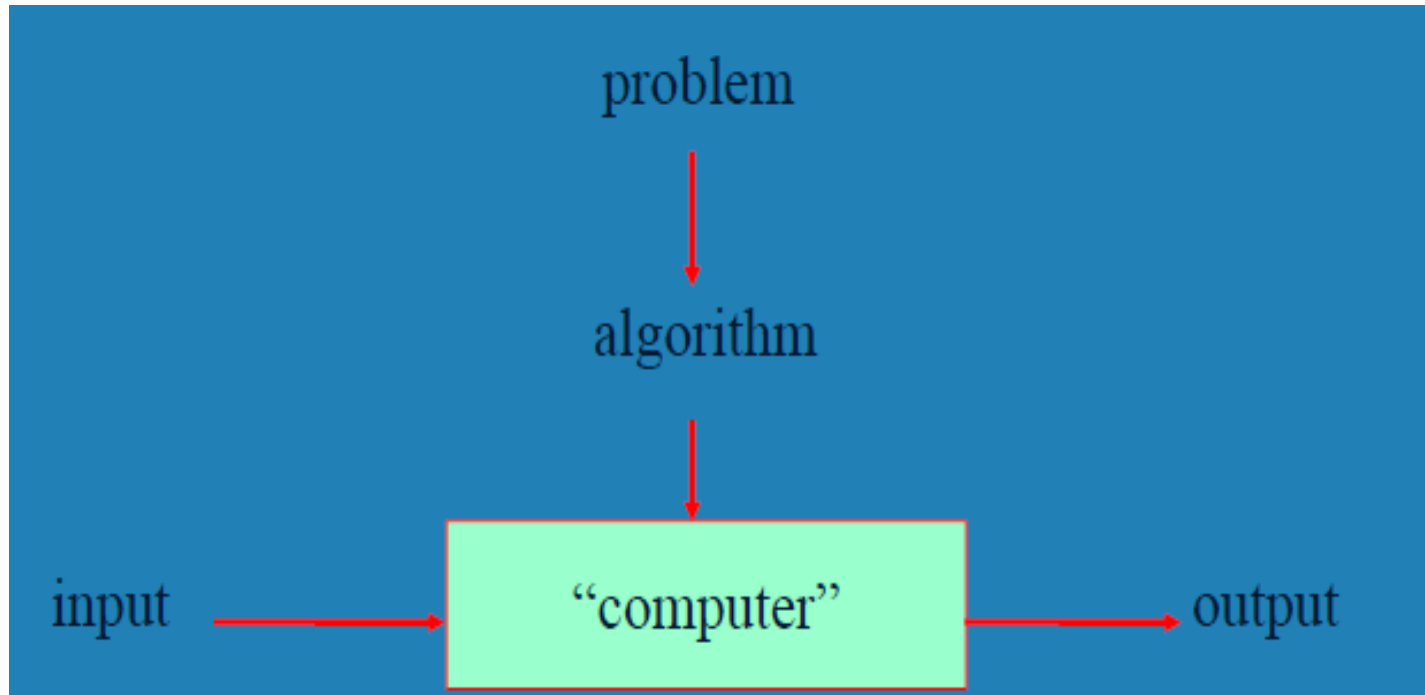 problem
algorithm
input
“computer”
output